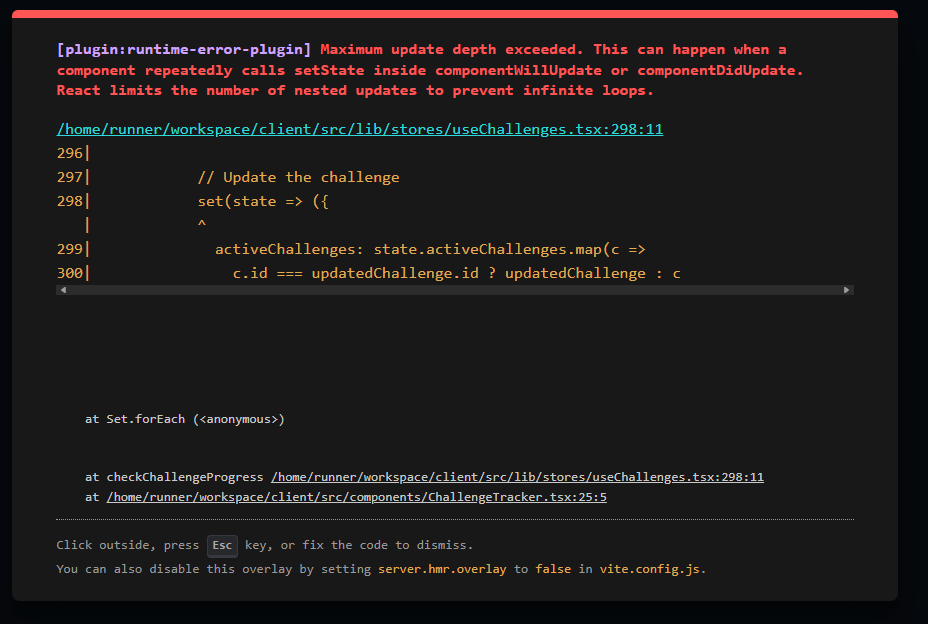 [plugin:runtime-error-plugin] Maximum update depth exceeded. This can happen when a
component repeatedly calls setState inside componentWillUpdate or componentDidUpdate.
React limits the number of nested updates to prevent infinite loops.
/home/runner/workspace/client/src/lib/stores/useChallenges.tsx:298:11
296|
297|            // Update the challenge
298|            set(state => ({
   |            ^
299|              activeChallenges: state.activeChallenges.map(c =>
300|                c.id === updatedChallenge.id ? updatedChallenge : c
at Set.forEach (<anonymous>)
at checkChallengeProgress /home/runner/workspace/client/src/lib/stores/useChallenges.tsx:298:11
at /home/runner/workspace/client/src/components/ChallengeTracker.tsx:25:5
Click outside, press Esc key, or fix the code to dismiss.
You can also disable this overlay by setting server.hmr.overlay to false in vite.config.js.